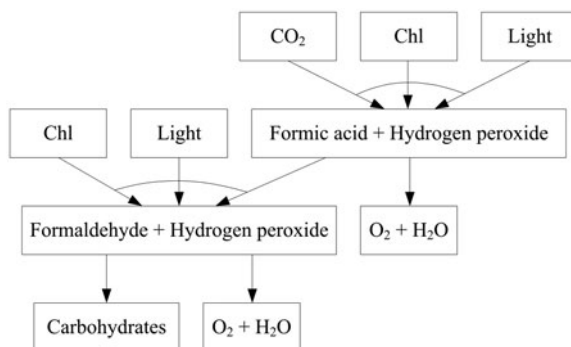 CO₂
Chl
Light
Chl
Light
Formic acid + Hydrogen peroxide
Formaldehyde + Hydrogen peroxide
O₂ + H₂O
Carbohydrates
O₂ + H₂O